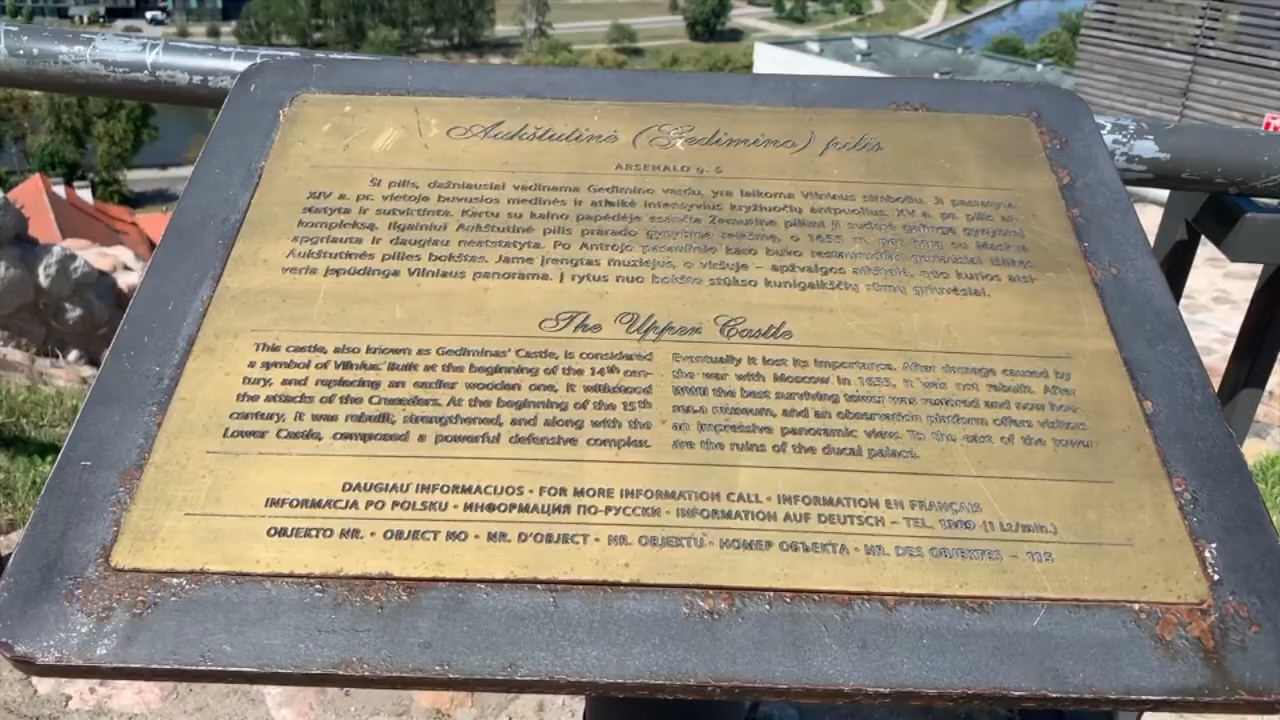 Aukštutinė (Gedimino) pilis
ARSENALO g. 5
Ši pilis, dažniausiai vadinama Gedimino vardu, yra laikoma Vilniaus simboliu. Ji pastatyta
XIV a. pr. vietoje buvusios medinės ir atlaikė intensyvius kryžiuočių antpuolius. XV a. pr. pilis at-
statyta ir sutvirtinta. Kartu su kalno papėdėje esančia Žemutine pilimi ji sudarė galingą gynybinį
kompleksą. Ilgainiui Aukštutinė pilis prarado gynybinę reikšmę, o 1655 m. per karą su Maskva
apgriauta ir daugiau neatstatyta. Po Antrojo pasaulinio karo buvo restauruotas geriausiai išlikęs
Aukštutinės pilies bokštas. Jame įrengtas muziejus, o viršuje – apžvalgos aikštelė, nuo kurios atsi-
veria įspūdinga Vilniaus panorama. Į rytus nuo bokšto stūkso kunigaikščių rūmų griuvėsiai.
The Upper Castle
This castle, also known as Gediminas' Castle, is considered
a symbol of Vilnius. Built at the beginning of the 14th cen-
tury, and replacing an earlier wooden one, it withstood
the attacks of the Crusaders. At the beginning of the 15th
century, it was rebuilt, strengthened, and along with the
Lower Castle, composed a powerful defensive complex.
Eventually it lost its importance. After damage caused by
the war with Moscow in 1655, it was not rebuilt. After
WWII the best surviving tower was restored and now hou-
ses a museum, and an observation platform offers visitors
an impressive panoramic view. To the east of the tower
are the ruins of the ducal palace.
DAUGIAU INFORMACIJOS • FOR MORE INFORMATION CALL • INFORMATION EN FRANÇAIS
INFORMACJA PO POLSKU • ИНФОРМАЦИЯ ПО-РУССКИ • INFORMATION AUF DEUTSCH – TEL. 1389 (1 Lt/min.)
OBJEKTO NR. • OBJECT NO • NR. D'OBJECT • NR. OBJEKTU • НОМЕР ОБЪЕКТА • NR. DES OBJEKTES – 115